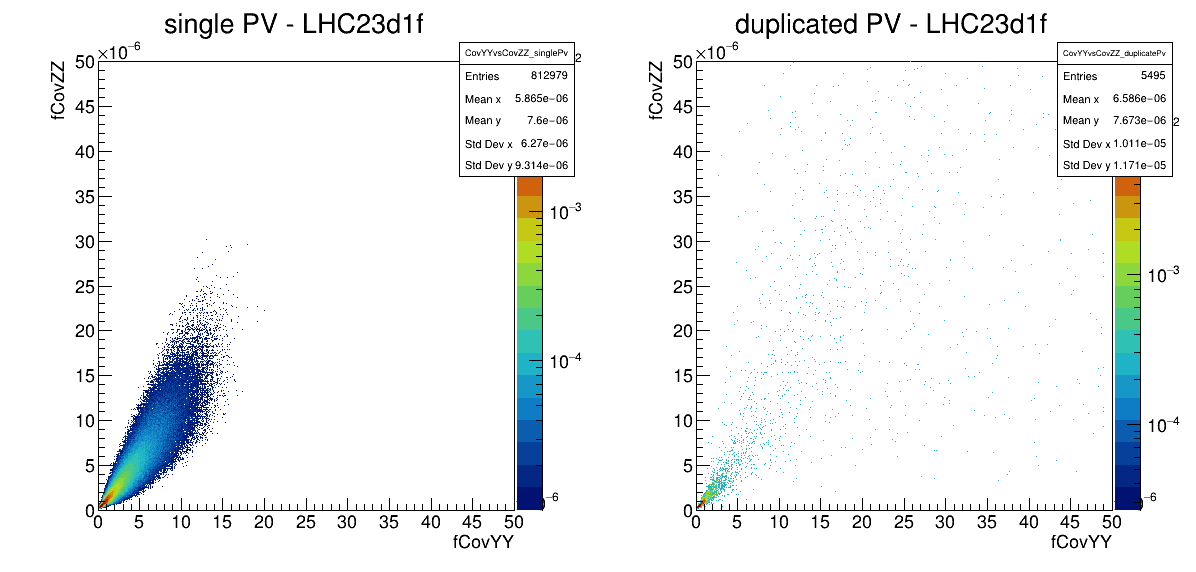 single PV - LHC23d1f
×10⁻⁶
fCovZZ
50
45
40
35
30
25
20
15
10
5
0
0 5 10 15 20 25 30 35 40 45 50
fCovYY
CovYYvsCovZZ_singlePv
Entries 812979
Mean x 5.865e−06
Mean y 7.6e−06
Std Dev x 6.27e−06
Std Dev y 9.314e−06
2
10⁻³
10⁻⁴
duplicated PV - LHC23d1f
×10⁻⁶
fCovZZ
50
45
40
35
30
25
20
15
10
5
0
0 5 10 15 20 25 30 35 40 45 50
fCovYY
CovYYvsCovZZ_duplicatePv
Entries 5495
Mean x 6.586e−06
Mean y 7.673e−06
Std Dev x 1.011e−05
Std Dev y 1.171e−05
2
10⁻³
10⁻⁴